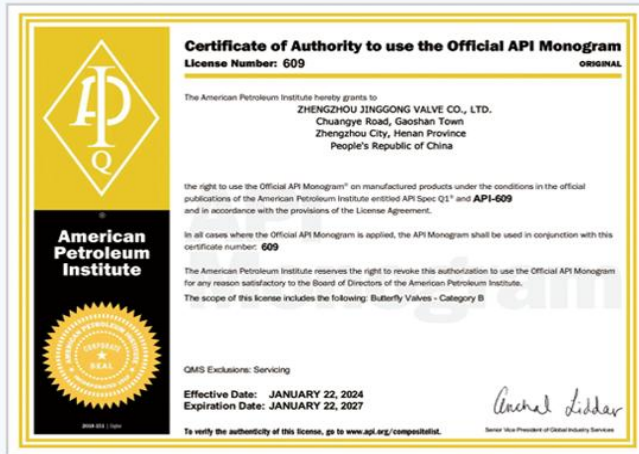 Certificate of Authority to use the Official API Monogram
License Number: 609
ORIGINAL
The American Petroleum Institute hereby grants to
ZHENGZHOU JINGGONG VALVE CO., LTD.
Chuangye Road, Gaoshan Town
Zhengzhou City, Henan Province
People's Republic of China
the right to use the Official API Monogram® on manufactured products under the conditions in the official
publications of the American Petroleum Institute entitled API Spec Q1® and API-609
and in accordance with the provisions of the License Agreement.
In all cases where the Official API Monogram is applied, the API Monogram shall be used in conjunction with this
certificate number: 609
The American Petroleum Institute reserves the right to revoke this authorization to use the Official API Monogram
for any reason satisfactory to the Board of Directors of the American Petroleum Institute.
The scope of this license includes the following: Butterfly Valves - Category B
QMS Exclusions: Servicing
Effective Date: JANUARY 22, 2024
Expiration Date: JANUARY 22, 2027
To verify the authenticity of this license, go to www.api.org/compositelist.
Senior Vice President of Global Industry Services
API
Q
®
American
Petroleum
Institute
AMERICAN PETROLEUM INSTITUTE
CORPORATE
SEAL
api
Monogram